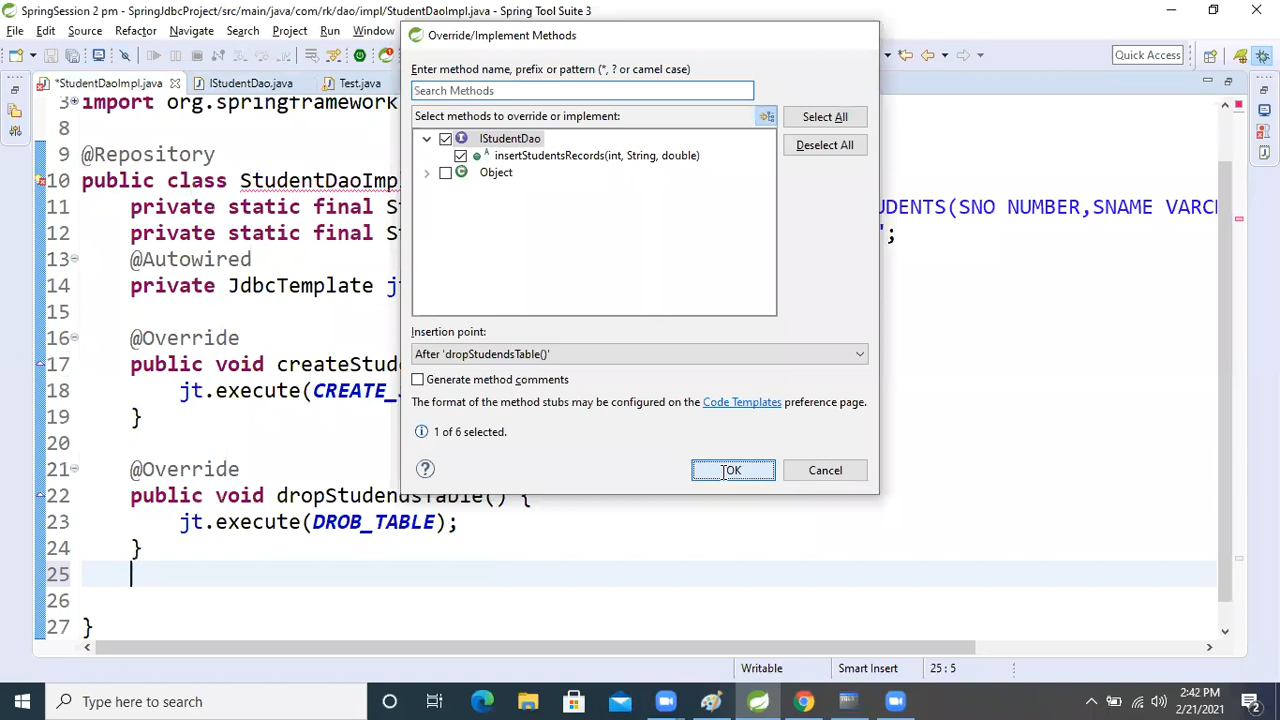 SpringSession 2 pm - SpringJdbcProject/src/main/java/com/rk/dao/impl/StudentDaoImpl.java - Spring Tool Suite 3
File Edit Source Refactor Navigate Search Project Run Window
Quick Access
*StudentDaoImpl.java IStudentDao.java Test.java
Override/Implement Methods
Enter method name, prefix or pattern (*, ? or camel case)
Search Methods
Select methods to override or implement:
Select All
Deselect All
IStudentDao
insertStudentsRecords(int, String, double)
Object
Insertion point:
After 'dropStudendsTable()'
Generate method comments
The format of the method stubs may be configured on the Code Templates preference page.
1 of 6 selected.
OK Cancel
3 import org.springframework
8
9 @Repository
10 public class StudentDaoImpl
11 private static final S UDENTS(SNO NUMBER,SNAME VARCH
12 private static final S ";
13 @Autowired
14 private JdbcTemplate jt
15
16 @Override
17 public void createStud
18 jt.execute(CREATE_
19 }
20
21 @Override
22 public void dropStudendsTable() {
23 jt.execute(DROB_TABLE);
24 }
25
26
27 }
Writable Smart Insert 25 : 5
Type here to search
2:42 PM
2/21/2021
2